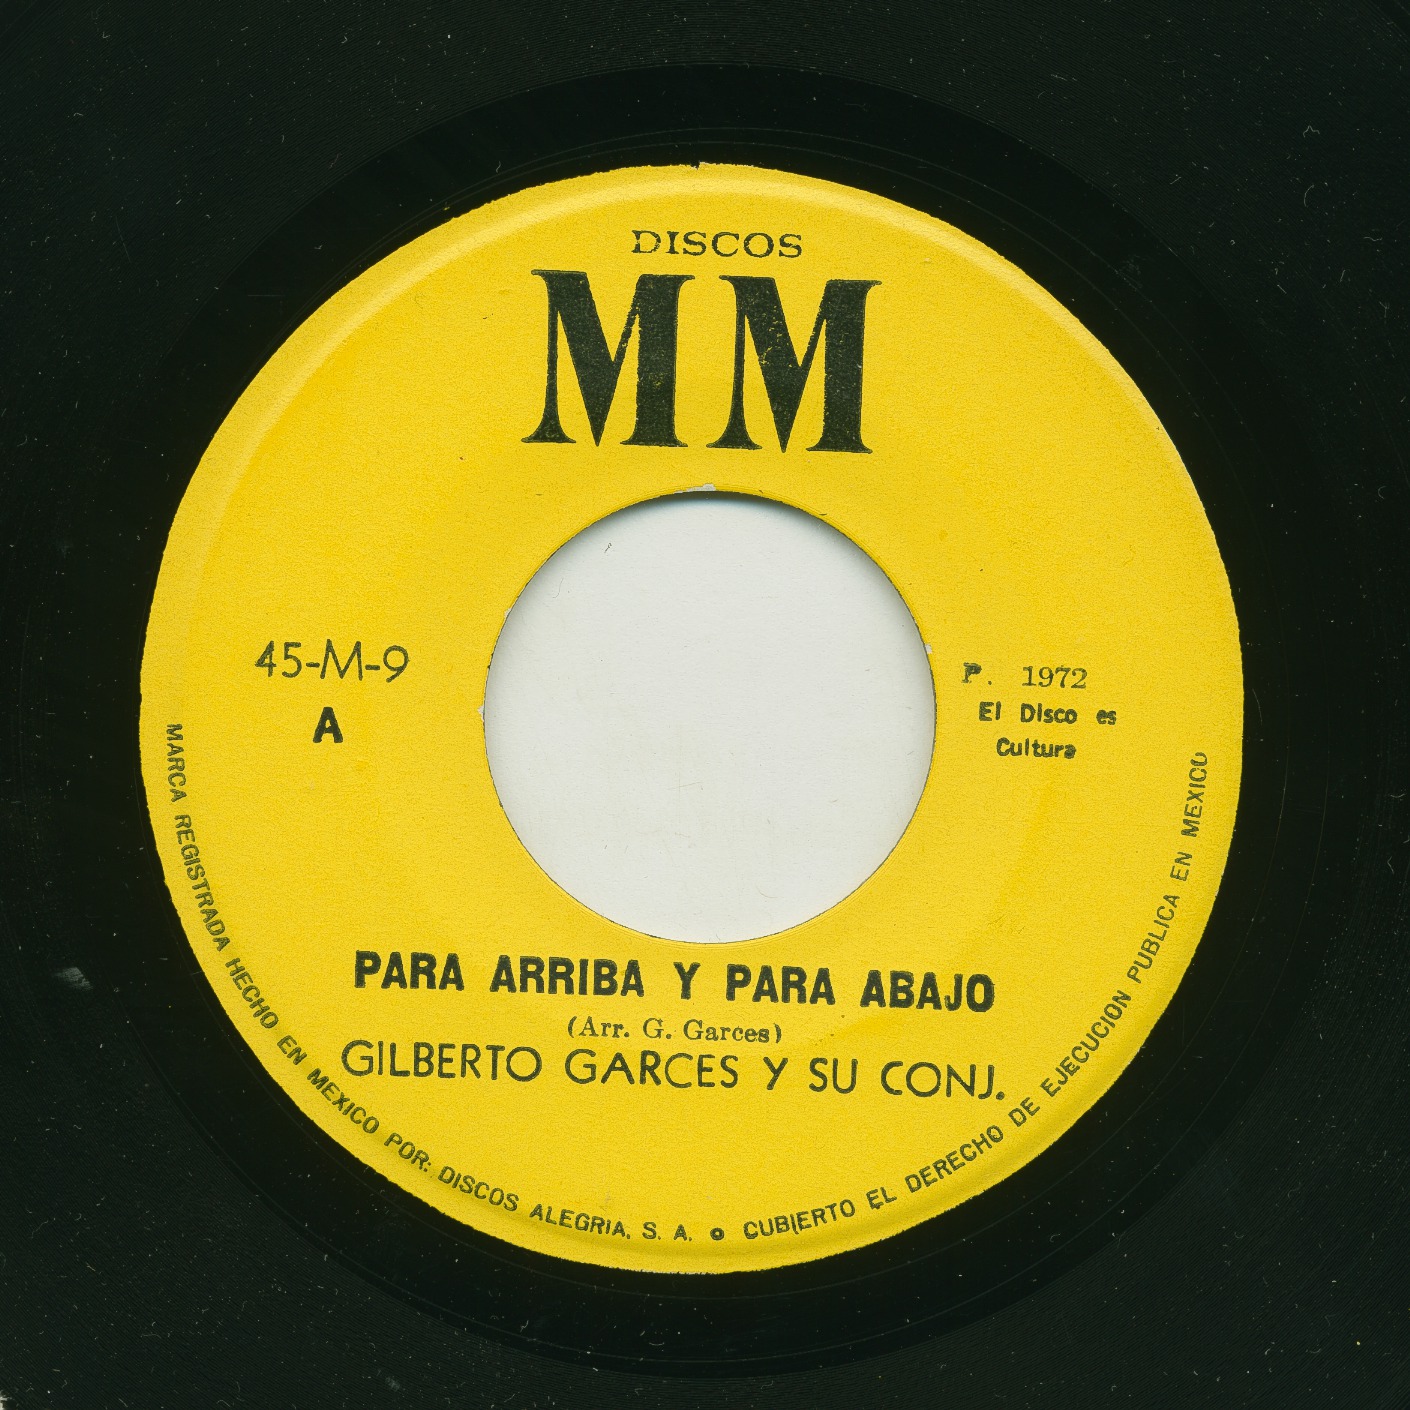 DISCOS
MM
45-M-9
A
P. 1972
El Disco es
Cultura
PARA ARRIBA Y PARA ABAJO
(Arr. G. Garces)
GILBERTO GARCES Y SU CONJ.
MARCA REGISTRADA HECHO EN MEXICO POR: DISCOS ALEGRIA, S. A. o CUBIERTO EL DERECHO DE EJECUCION PUBLICA EN MEXICO